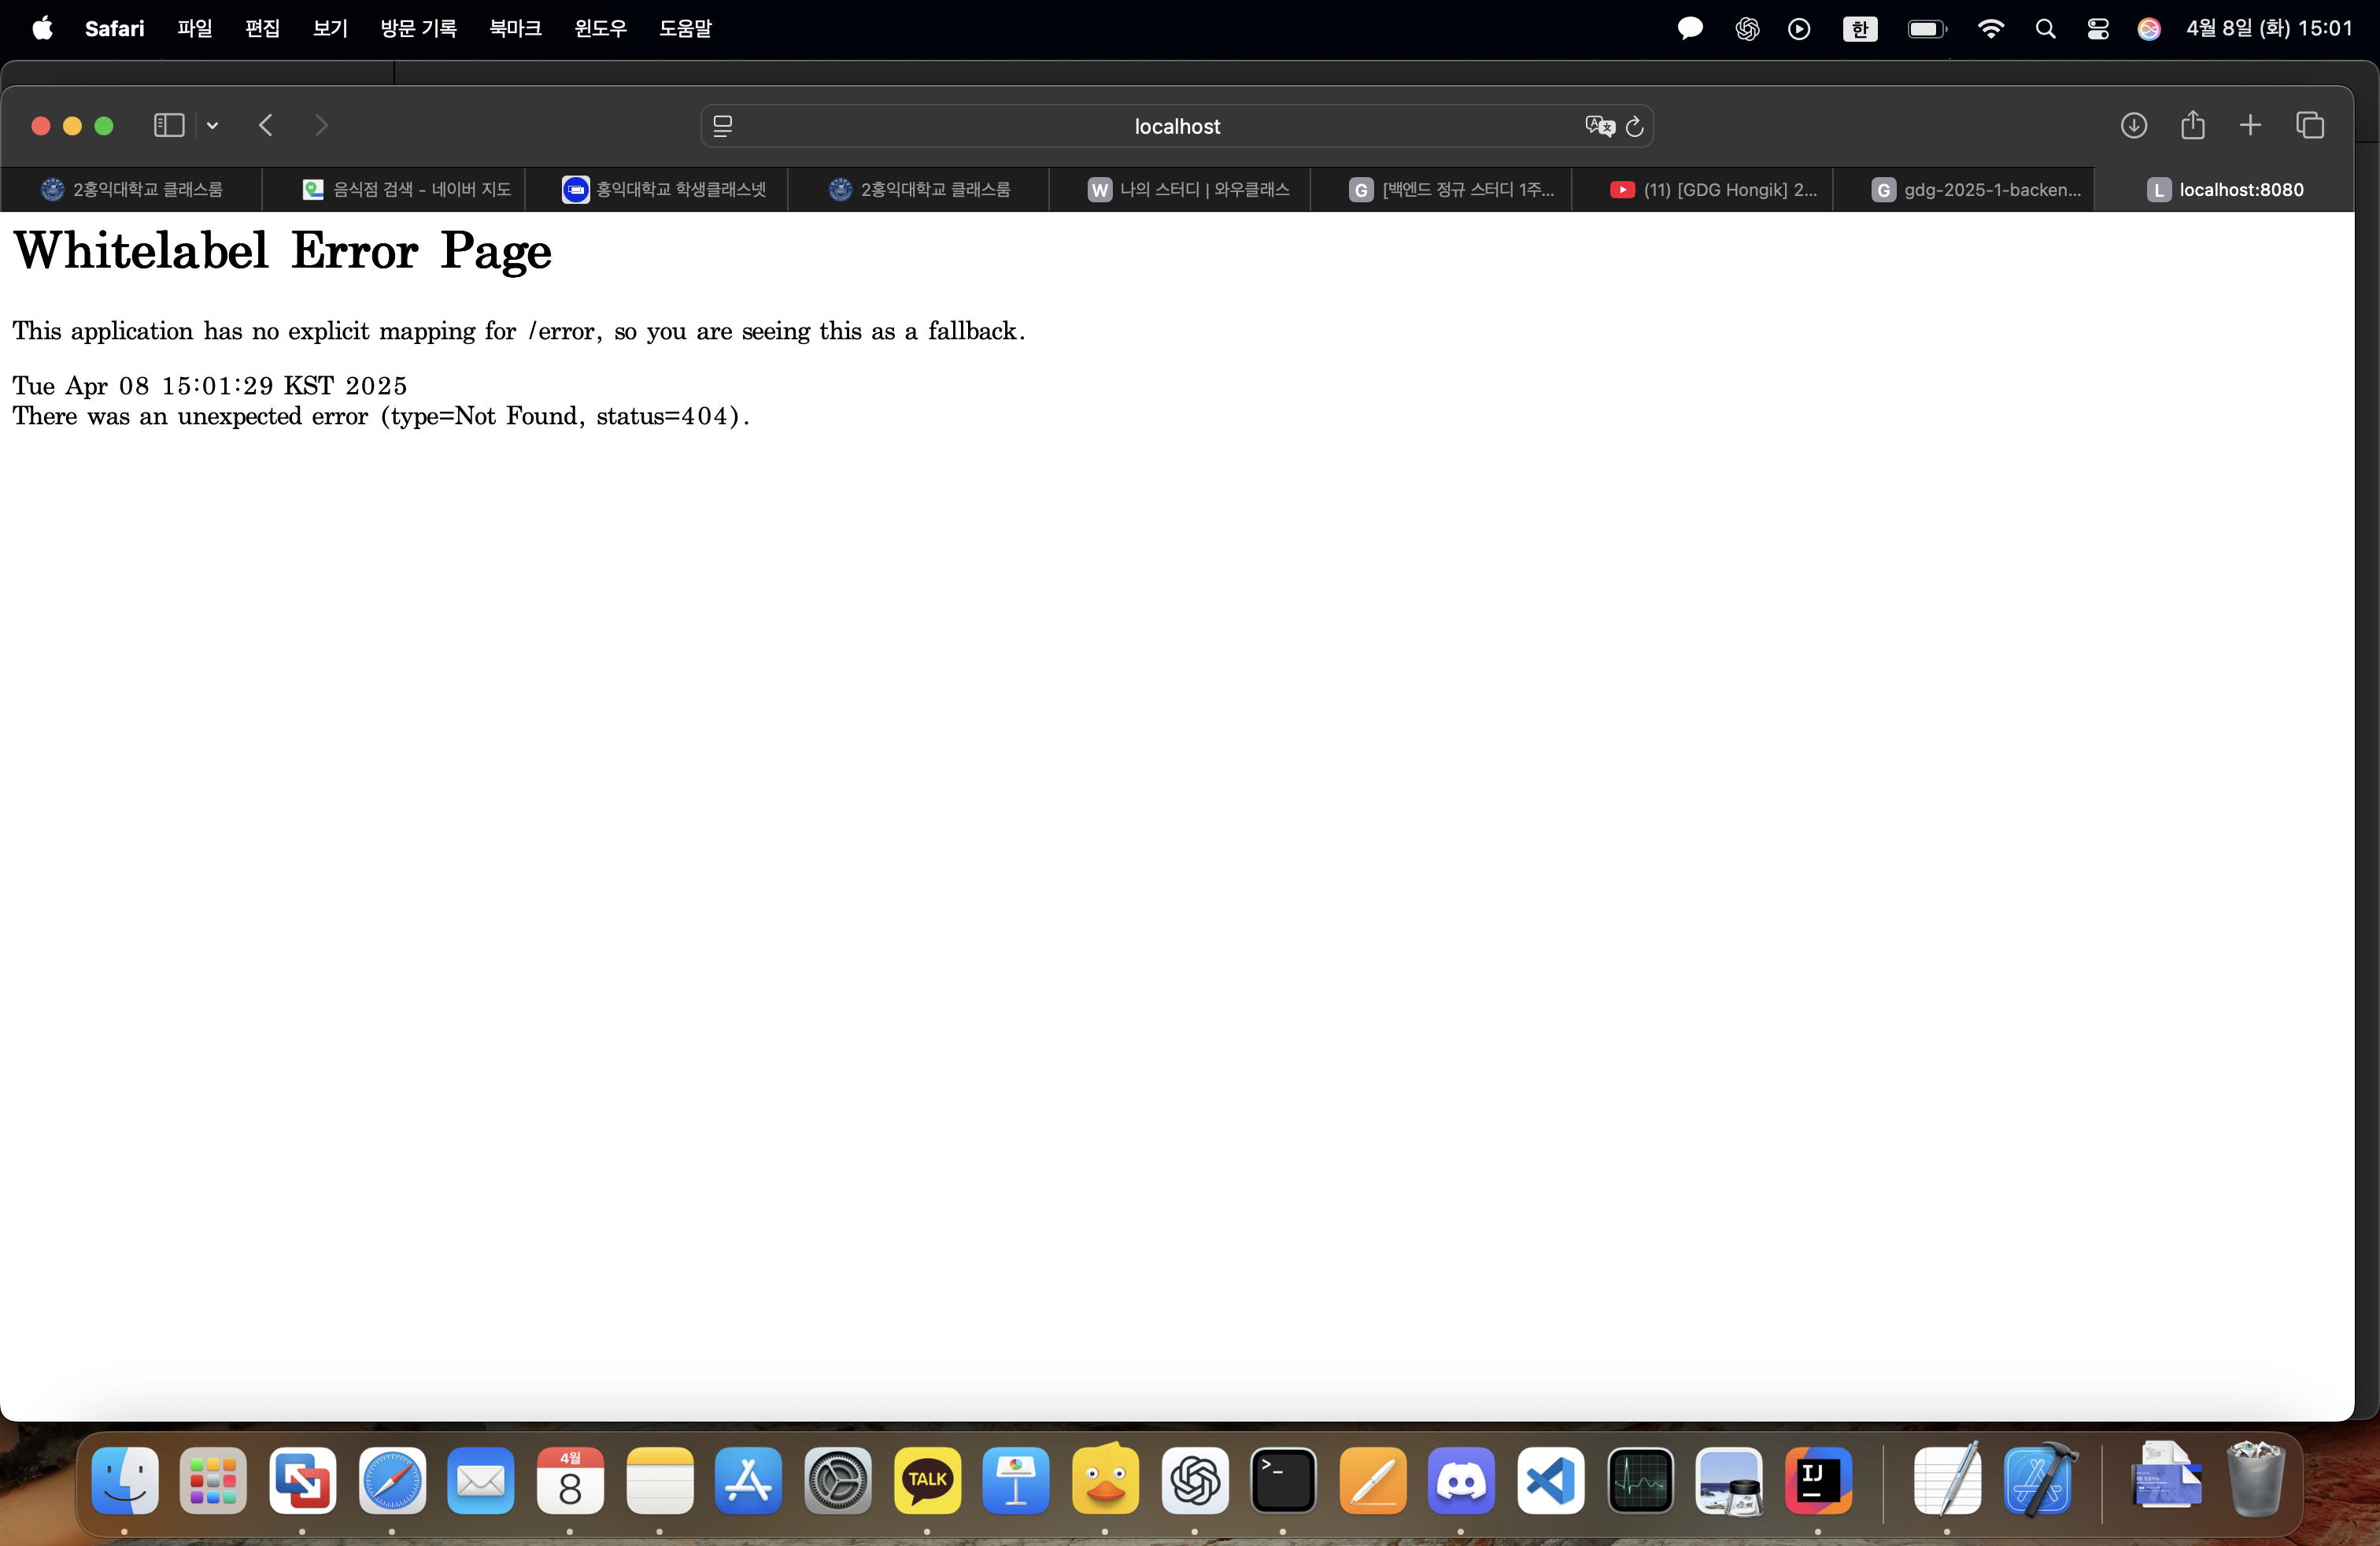 Safari 파일 편집 보기 방문 기록 북마크 윈도우 도움말 한 4월 8일 (화) 15:01
localhost
2홍익대학교 클래스룸 음식점 검색 - 네이버 지도 홍익대학교 학생클래스넷 2홍익대학교 클래스룸 W 나의 스터디 | 와우클래스 G [백엔드 정규 스터디 1주... (11) [GDG Hongik] 2... G gdg-2025-1-backen... L localhost:8080
Whitelabel Error Page
This application has no explicit mapping for /error, so you are seeing this as a fallback.
Tue Apr 08 15:01:29 KST 2025
There was an unexpected error (type=Not Found, status=404).
4월
8
TALK
>_
IJ